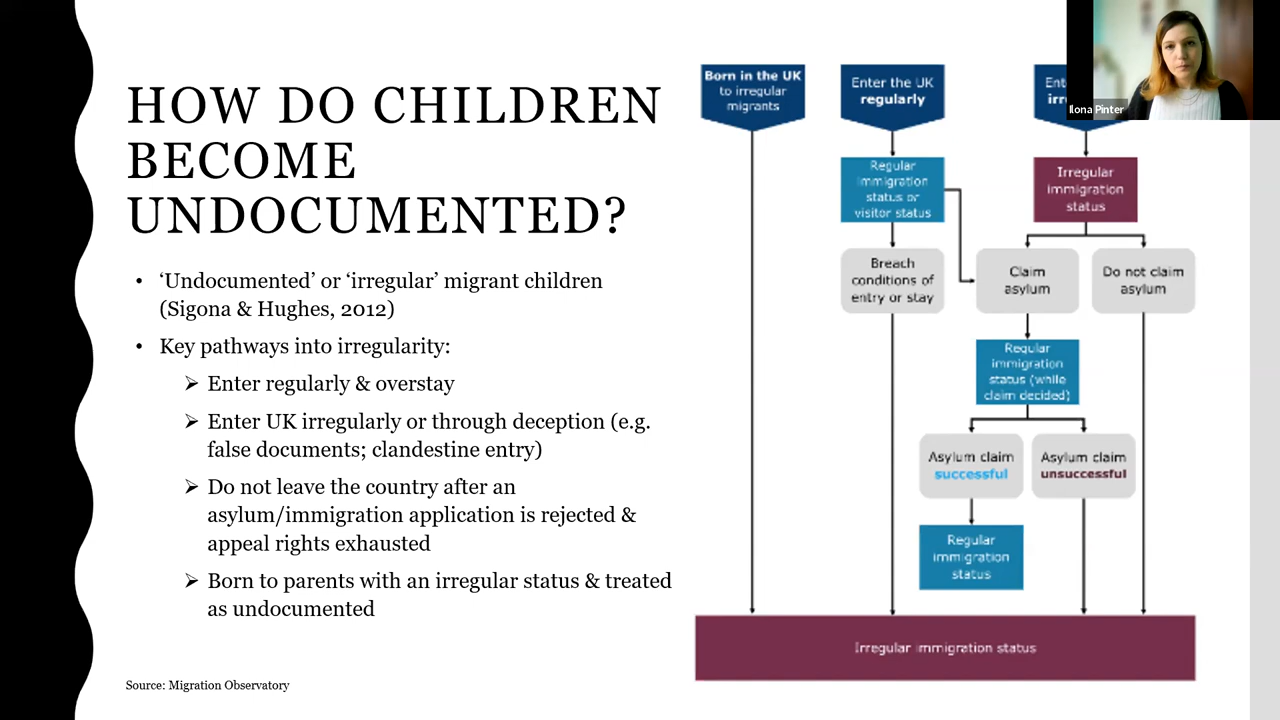 HOW DO CHILDREN
BECOME
UNDOCUMENTED?
• ‘Undocumented’ or ‘irregular’ migrant children
(Sigona & Hughes, 2012)
• Key pathways into irregularity:
➢ Enter regularly & overstay
➢ Enter UK irregularly or through deception (e.g.
false documents; clandestine entry)
➢ Do not leave the country after an
asylum/immigration application is rejected &
appeal rights exhausted
➢ Born to parents with an irregular status & treated
as undocumented
Source: Migration Observatory
Born in the UK
to irregular
migrants
Enter the UK
regularly
Ilona Pinter
Regular
immigration
status or
visitor status
Irregular
immigration
status
Breach
conditions of
entry or stay
Claim
asylum
Do not claim
asylum
Regular
immigration
status (while
claim decided)
Asylum claim
successful
Asylum claim
unsuccessful
Regular
immigration
status
Irregular immigration status